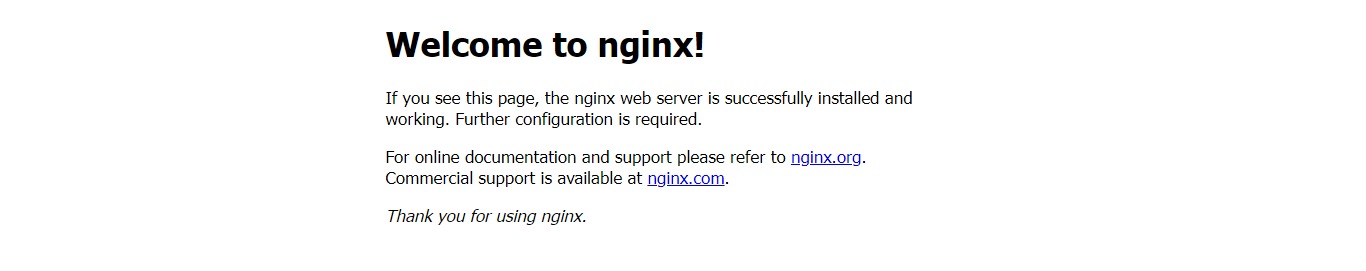 Welcome to nginx!
If you see this page, the nginx web server is successfully installed and
working. Further configuration is required.
For online documentation and support please refer to nginx.org.
Commercial support is available at nginx.com.
Thank you for using nginx.